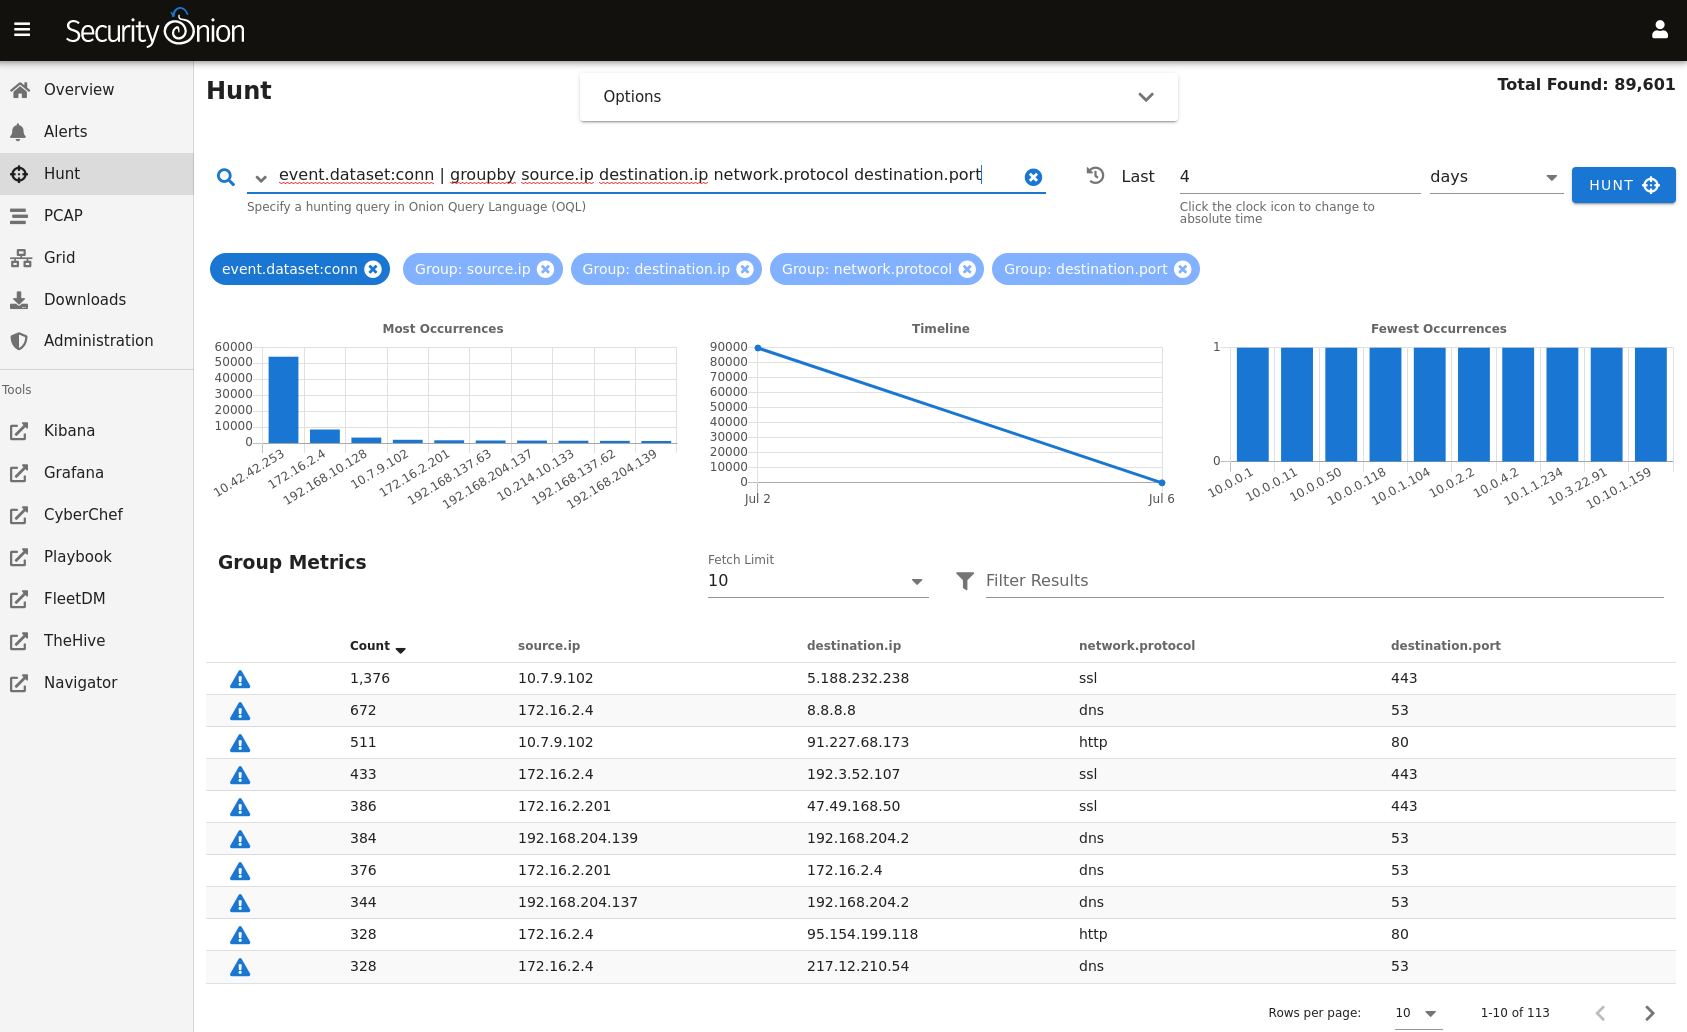 Security Onion
Overview
Alerts
Hunt
PCAP
Grid
Downloads
Administration
Tools
Kibana
Grafana
CyberChef
Playbook
FleetDM
TheHive
Navigator
Hunt
Options
Total Found: 89,601
event.dataset:conn | groupby source.ip destination.ip network.protocol destination.port
Specify a hunting query in Onion Query Language (OQL)
Last 4 days HUNT
Click the clock icon to change to
absolute time
event.dataset:conn Group: source.ip Group: destination.ip Group: network.protocol Group: destination.port
Most Occurrences
60000
50000
40000
30000
20000
10000
0
10.42.42.253 172.16.2.4 192.168.10.128 10.7.9.102 172.16.2.201 192.168.137.63 192.168.204.137 10.214.10.133 192.168.137.62 192.168.204.139
Timeline
90000
80000
70000
60000
50000
40000
30000
20000
10000
0
Jul 2 Jul 6
Fewest Occurrences
1
0
10.0.0.1 10.0.0.11 10.0.0.50 10.0.0.118 10.0.1.104 10.0.2.2 10.0.4.2 10.1.1.234 10.3.22.91 10.10.1.159
Group Metrics
Fetch Limit
10
Filter Results
Count source.ip destination.ip network.protocol destination.port
1,376 10.7.9.102 5.188.232.238 ssl 443
672 172.16.2.4 8.8.8.8 dns 53
511 10.7.9.102 91.227.68.173 http 80
433 172.16.2.4 192.3.52.107 ssl 443
386 172.16.2.201 47.49.168.50 ssl 443
384 192.168.204.139 192.168.204.2 dns 53
376 172.16.2.201 172.16.2.4 dns 53
344 192.168.204.137 192.168.204.2 dns 53
328 172.16.2.4 95.154.199.118 http 80
328 172.16.2.4 217.12.210.54 dns 53
Rows per page: 10 1-10 of 113